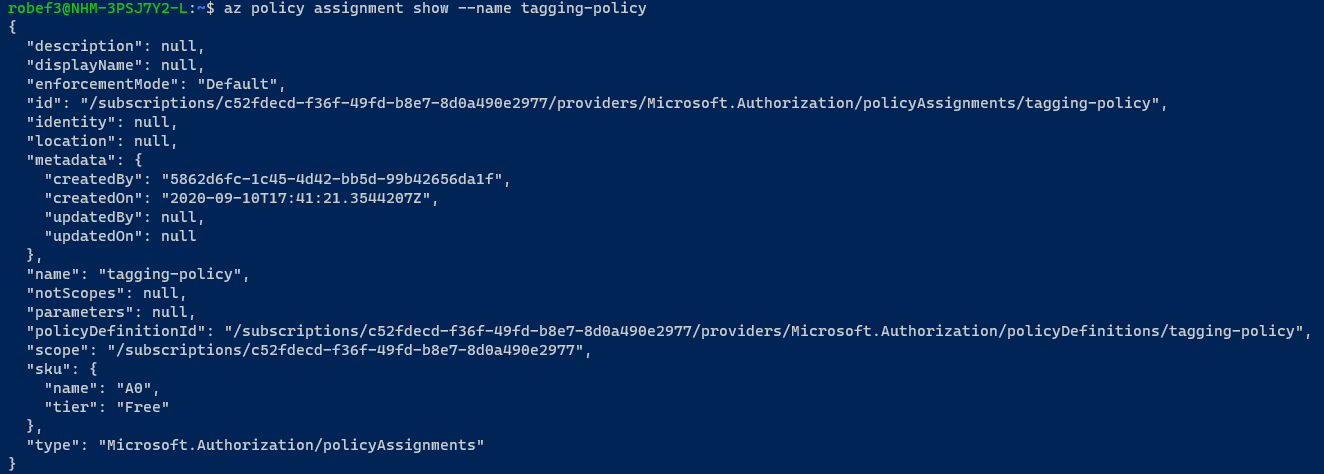 robef3@NHM-3PSJ7Y2-L:~$ az policy assignment show --name tagging-policy
{
  "description": null,
  "displayName": null,
  "enforcementMode": "Default",
  "id": "/subscriptions/c52fdecd-f36f-49fd-b8e7-8d0a490e2977/providers/Microsoft.Authorization/policyAssignments/tagging-policy",
  "identity": null,
  "location": null,
  "metadata": {
    "createdBy": "5862d6fc-1c45-4d42-bb5d-99b42656da1f",
    "createdOn": "2020-09-10T17:41:21.3544207Z",
    "updatedBy": null,
    "updatedOn": null
  },
  "name": "tagging-policy",
  "notScopes": null,
  "parameters": null,
  "policyDefinitionId": "/subscriptions/c52fdecd-f36f-49fd-b8e7-8d0a490e2977/providers/Microsoft.Authorization/policyDefinitions/tagging-policy",
  "scope": "/subscriptions/c52fdecd-f36f-49fd-b8e7-8d0a490e2977",
  "sku": {
    "name": "A0",
    "tier": "Free"
  },
  "type": "Microsoft.Authorization/policyAssignments"
}